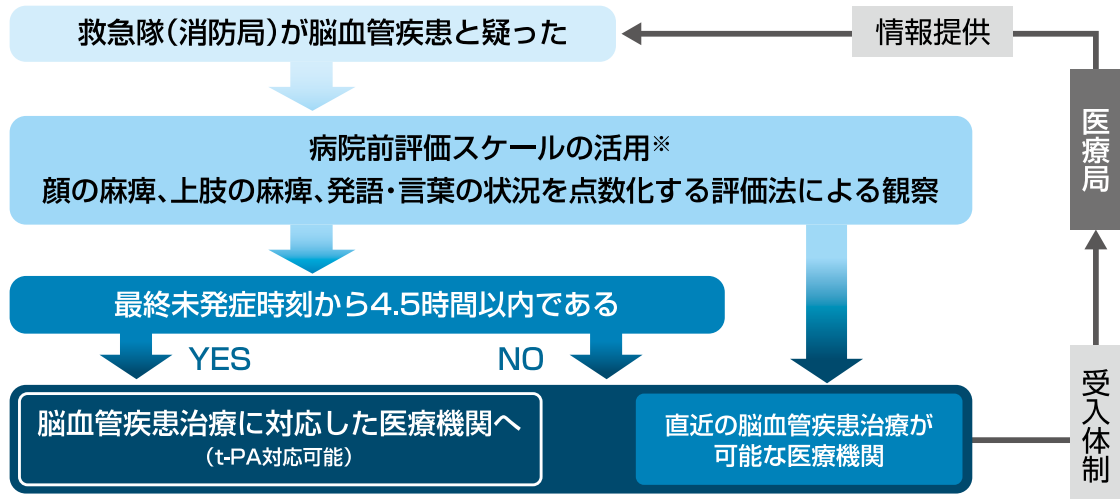 救急隊（消防局）が脳血管疾患と疑った
情報提供
医療局
病院前評価スケールの活用※
顔の麻痺、上肢の麻痺、発語・言葉の状況を点数化する評価法による観察
最終未発症時刻から4.5時間以内である
YES
NO
脳血管疾患治療に対応した医療機関へ
（t-PA対応可能）
直近の脳血管疾患治療が
可能な医療機関
受入体制